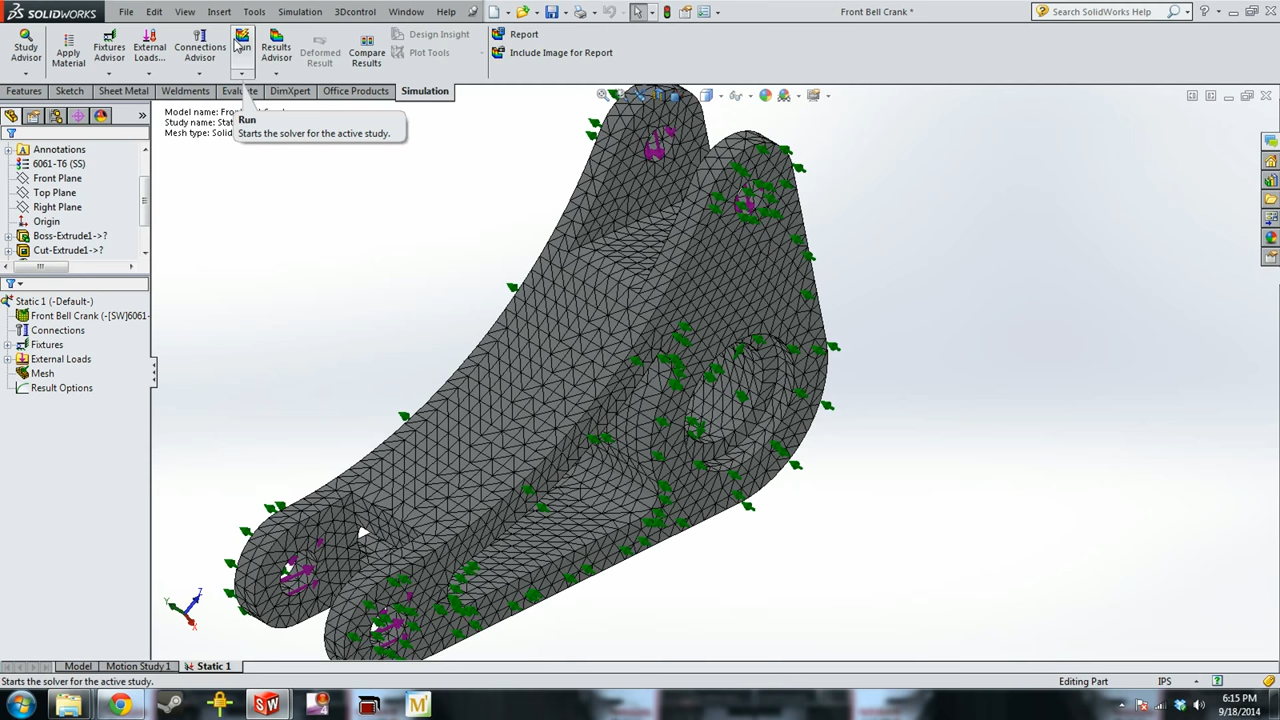 SOLIDWORKS
File Edit View Insert Tools Simulation 3Dcontrol Window Help
Front Bell Crank *
Search SolidWorks Help
Study Advisor
Apply Material
Fixtures Advisor
External Loads...
Connections Advisor
Results Advisor
Deformed Result
Compare Results
Design Insight
Plot Tools
Report
Include Image for Report
Features Sketch Sheet Metal Weldments Evaluate DimXpert Office Products Simulation
Model name: Fro
Study name: Stat
Mesh type: Solid
Run
Starts the solver for the active study.
Annotations
6061-T6 (SS)
Front Plane
Top Plane
Right Plane
Origin
Boss-Extrude1->?
Cut-Extrude1->?
Static 1 (-Default-)
Front Bell Crank (-[SW]6061-
Connections
Fixtures
External Loads
Mesh
Result Options
Y Z X
Model Motion Study 1 Static 1
Starts the solver for the active study.
Editing Part IPS
SW
M
6:15 PM
9/18/2014